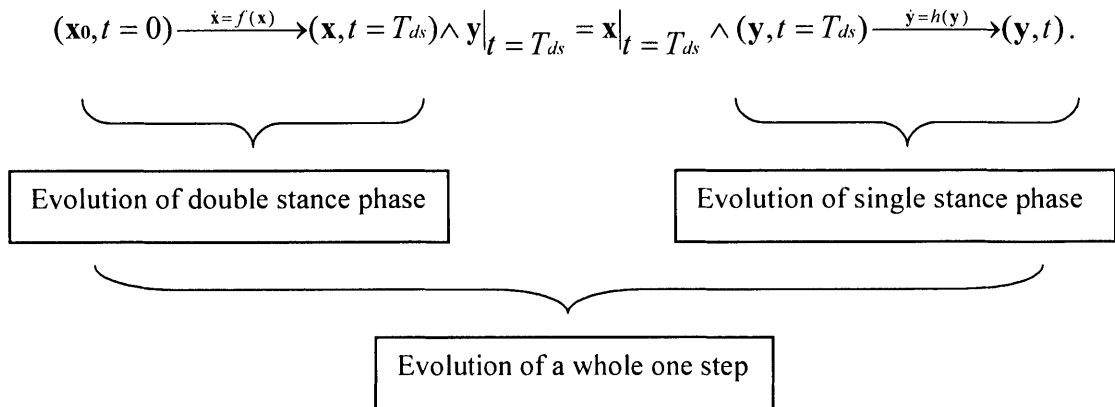 (x₀, t = 0) —ẋ=f(x)→ (x, t = T_ds) ∧ y|_{t = T_ds} = x|_{t = T_ds} ∧ (y, t = T_ds) —ẏ=h(y)→ (y, t).
Evolution of double stance phase
Evolution of single stance phase
Evolution of a whole one step